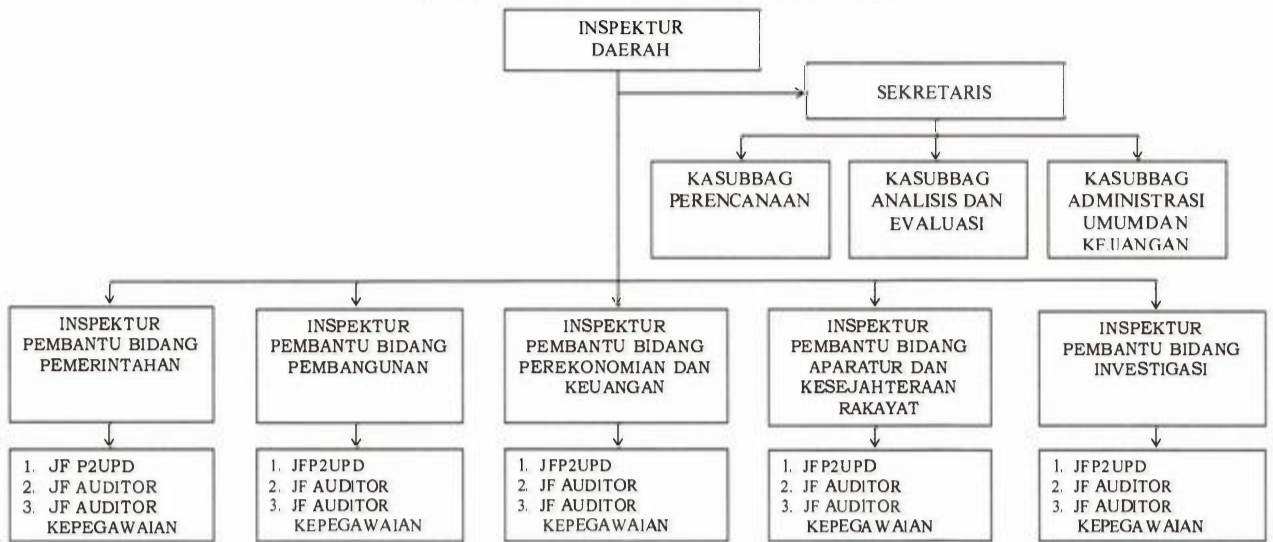 INSPEKTUR
DAERAH
SEKRETARIS
KASUBBAG
PERENCANAAN
KASUBBAG
ANALISIS DAN
EVALUASI
KASUBBAG
ADMINISTRASI
UMUMDAN
KEUANGAN
INSPEKTUR
PEMBANTU BIDANG
PEMERINTAHAN
INSPEKTUR
PEMBANTU BIDANG
PEMBANGUNAN
INSPEKTUR
PEMBANTU BIDANG
PEREKONOMIAN DAN
KEUANGAN
INSPEKTUR
PEMBANTU BIDANG
APARATUR DAN
KESEJAHTERAAN
RAKAYAT
INSPEKTUR
PEMBANTU BIDANG
INVESTIGASI
1. JF P2UPD
2. JF AUDITOR
3. JF AUDITOR
KEPEGAWAIAN
1. JFP2UPD
2. JF AUDITOR
3. JF AUDITOR
KEPEGAWAIAN
1. JFP2UPD
2. JF AUDITOR
3. JF AUDITOR
KEPEGAWAIAN
1. JFP2UPD
2. JF AUDITOR
3. JF AUDITOR
KEPEGAWAIAN
1. JFP2UPD
2. JF AUDITOR
3. JF AUDITOR
KEPEGAWAIAN